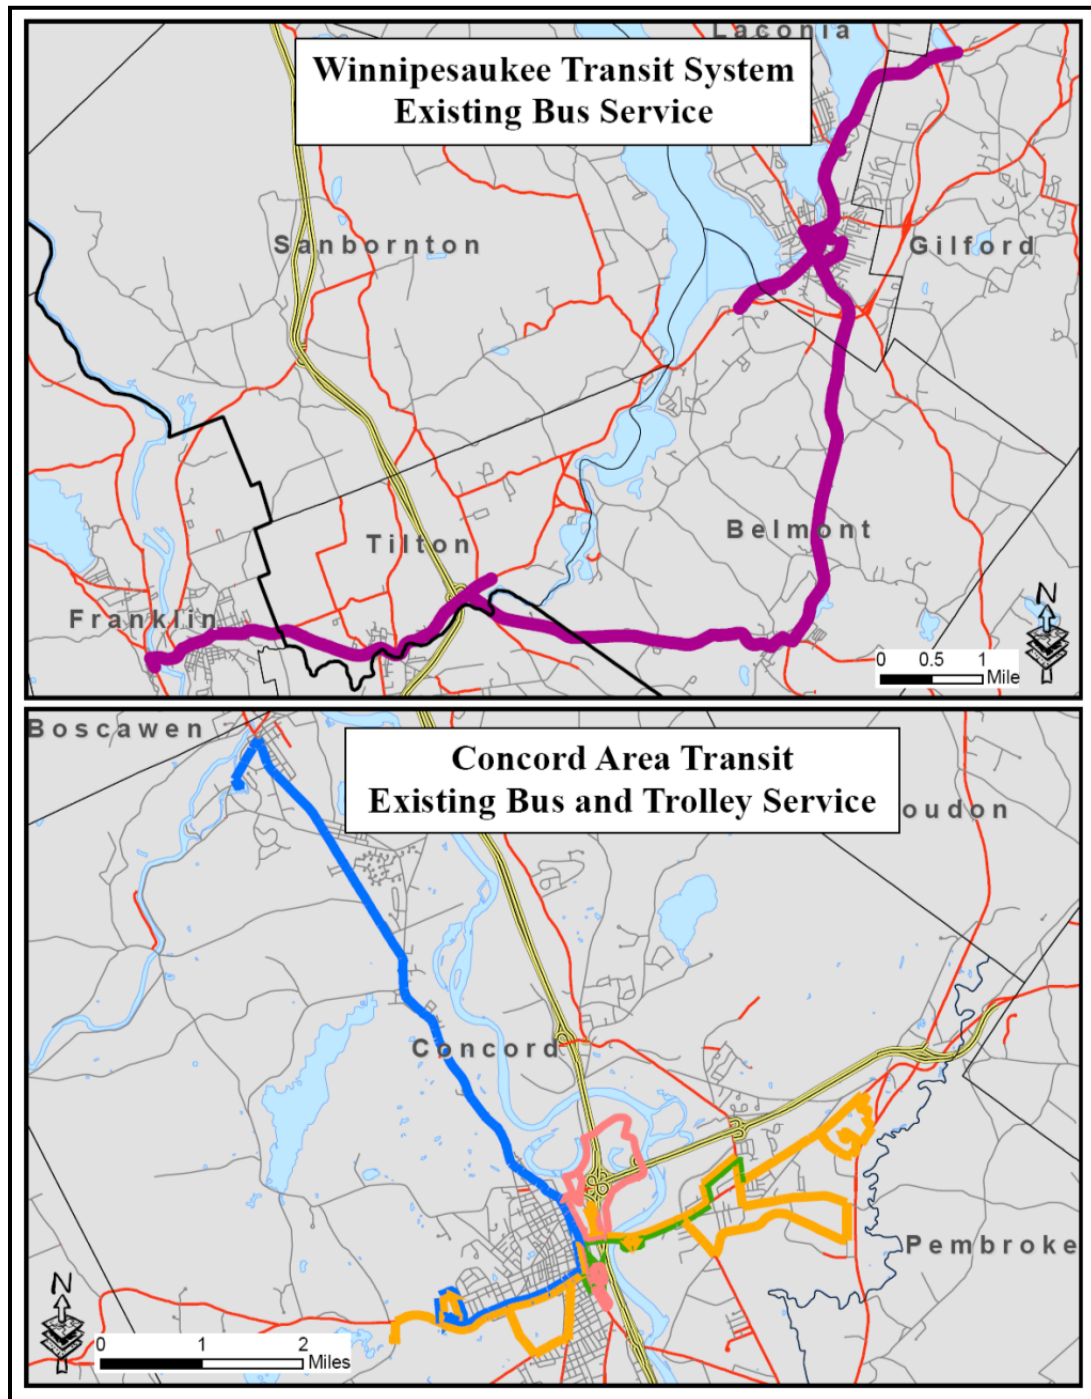 Laconia
Winnipesaukee Transit System
Existing Bus Service
Sanbornton
Gilford
Tilton
Belmont
Franklin
N
0 0.5 1
Mile
Boscawen
Concord Area Transit
Existing Bus and Trolley Service
oudon
Concord
Pembroke
N
0 1 2
Miles